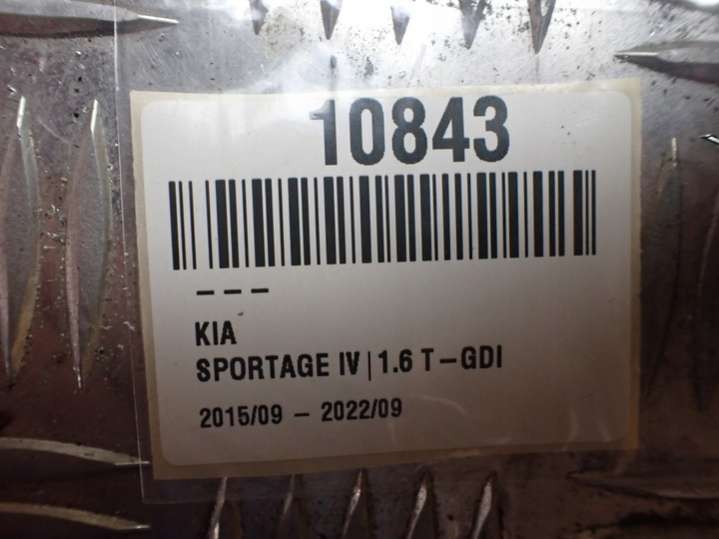 10843
---
KIA
SPORTAGE IV | 1.6 T-GDI
2015/09 - 2022/09